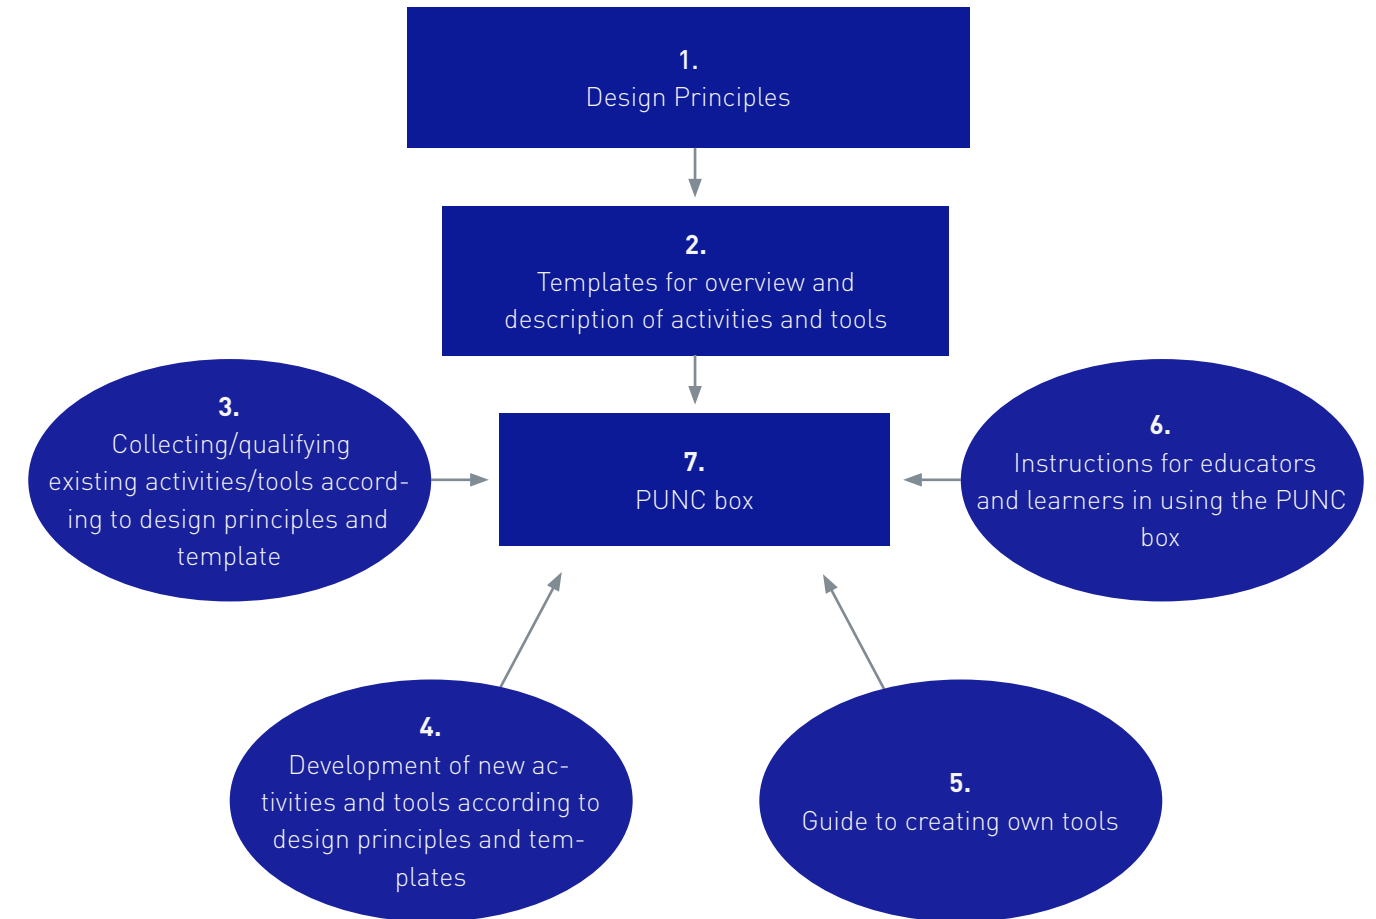 1.
Design Principles
2.
Templates for overview and
description of activities and tools
3.
Collecting/qualifying
existing activities/tools accord-
ing to design principles and
template
7.
PUNC box
6.
Instructions for educators
and learners in using the PUNC
box
4.
Development of new ac-
tivities and tools according to
design principles and tem-
plates
5.
Guide to creating own tools